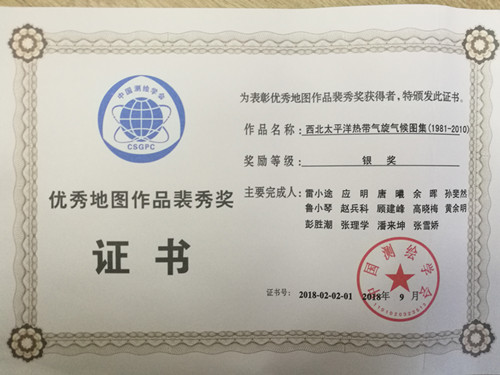 中国测绘学会
CSGPC
优秀地图作品裴秀奖
证书
为表彰优秀地图作品裴秀奖获得者，特颁发此证书。
作品名称：西北太平洋热带气旋气候图集(1981-2010)
奖励等级：银 奖
主要完成人：雷小途 应 明 唐 曦 余 晖 孙斐然
鲁小琴 赵兵科 顾建峰 高晓梅 黄余明
彭胜潮 张理学 潘来坤 张雪娇
证书号：2018-02-02-01 2018年 9 月
中国测绘学会